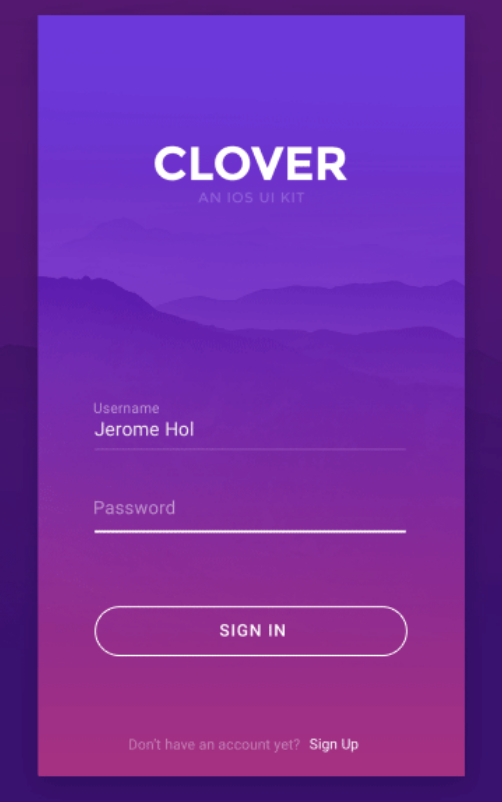 CLOVER
AN IOS UI KIT
Username
Jerome Hol
Password
SIGN IN
Don't have an account yet? Sign Up